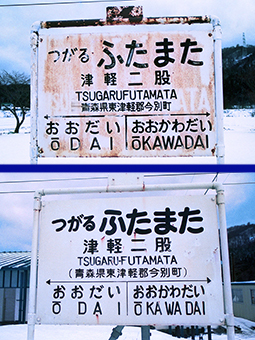 つがる ふたまた
津軽二股
TSUGARUFUTAMATA
青森県東津軽郡今別町
おおだい おおかわだい
ŌDAI ŌKAWADAI
つがる ふたまた
津軽二股
TSUGARU-FUTAMATA
(青森県東津軽郡今別町)
おおだい おおかわだい
ŌDAI ŌKAWADAI